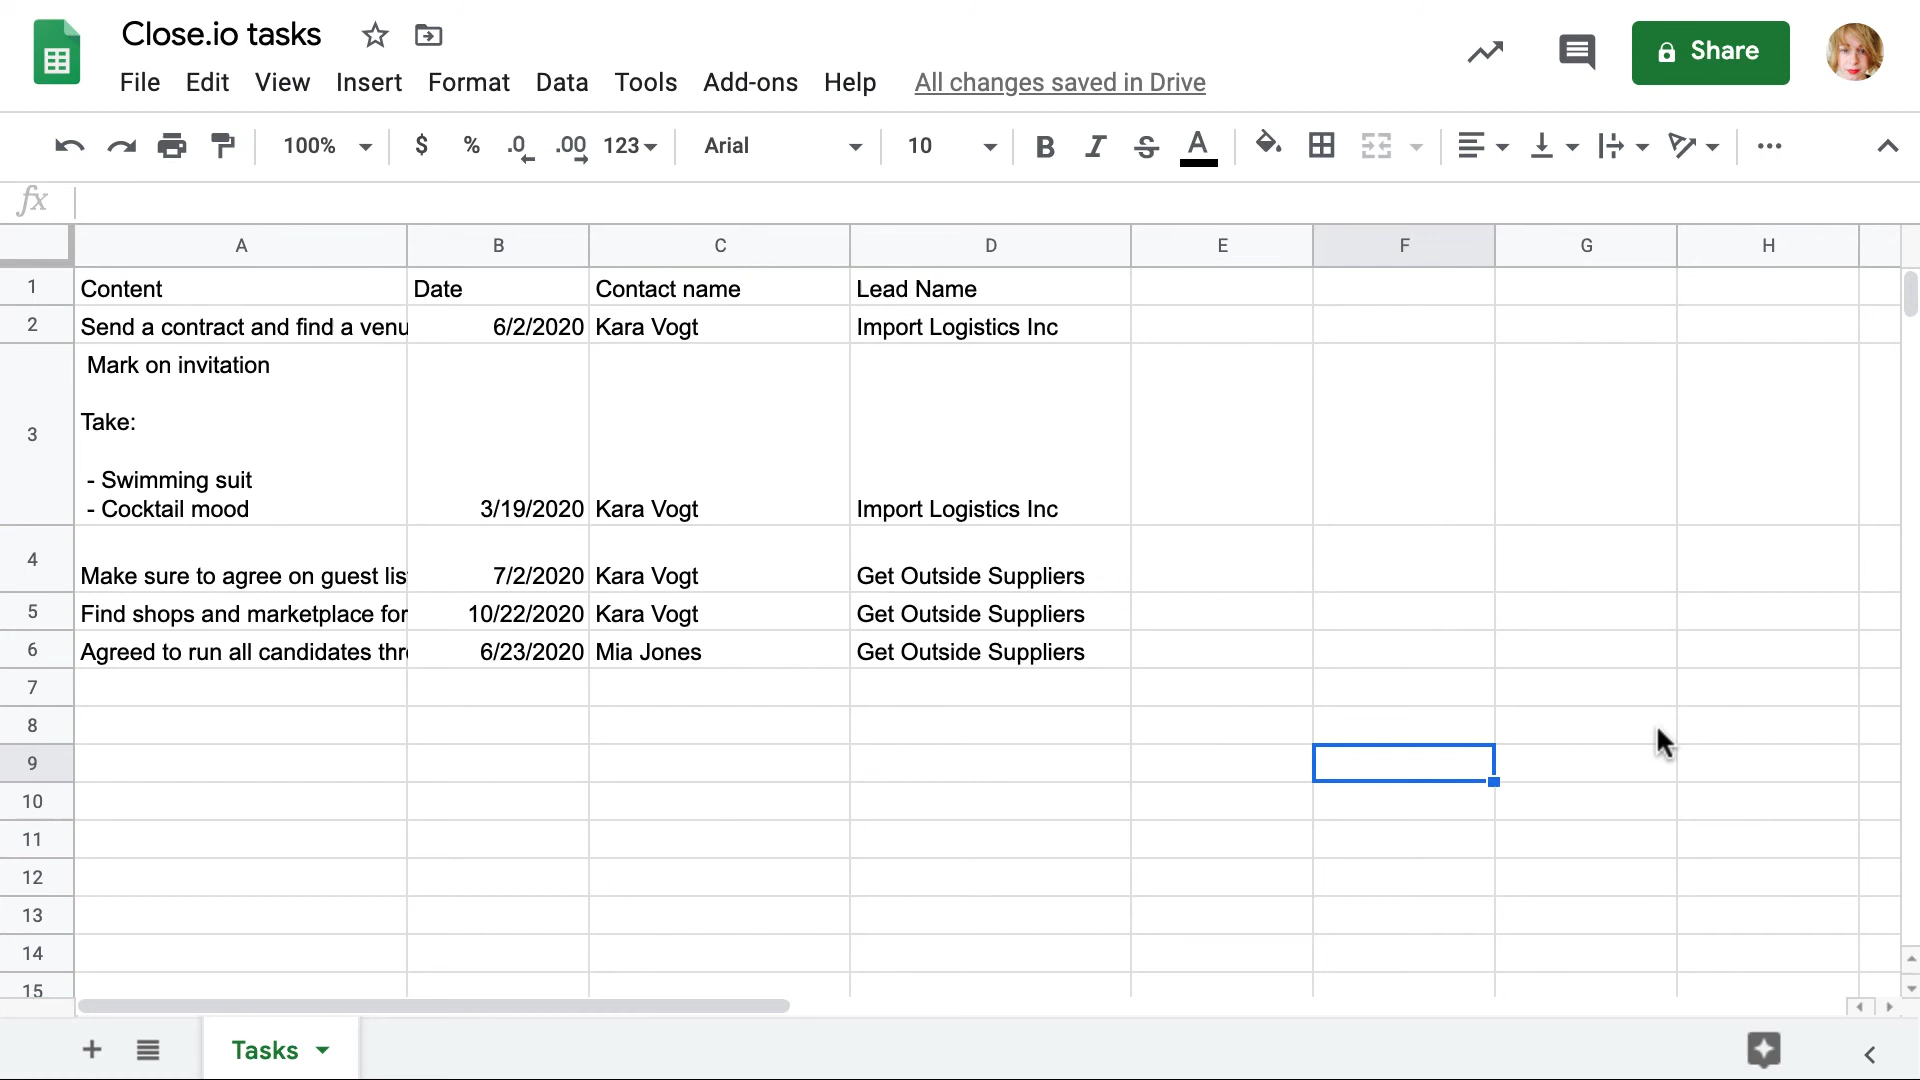 Close.io tasks
File Edit View Insert Format Data Tools Add-ons Help All changes saved in Drive
Share
100% $ % .0 .00 123 Arial 10 B I S A
fx
A B C D E F G H
1 Content Date Contact name Lead Name
2 Send a contract and find a venu 6/2/2020 Kara Vogt Import Logistics Inc
Mark on invitation
Take:
3
- Swimming suit
- Cocktail mood 3/19/2020 Kara Vogt Import Logistics Inc
4 Make sure to agree on guest lis 7/2/2020 Kara Vogt Get Outside Suppliers
5 Find shops and marketplace for 10/22/2020 Kara Vogt Get Outside Suppliers
6 Agreed to run all candidates thr 6/23/2020 Mia Jones Get Outside Suppliers
7
8
9
10
11
12
13
14
15
Tasks